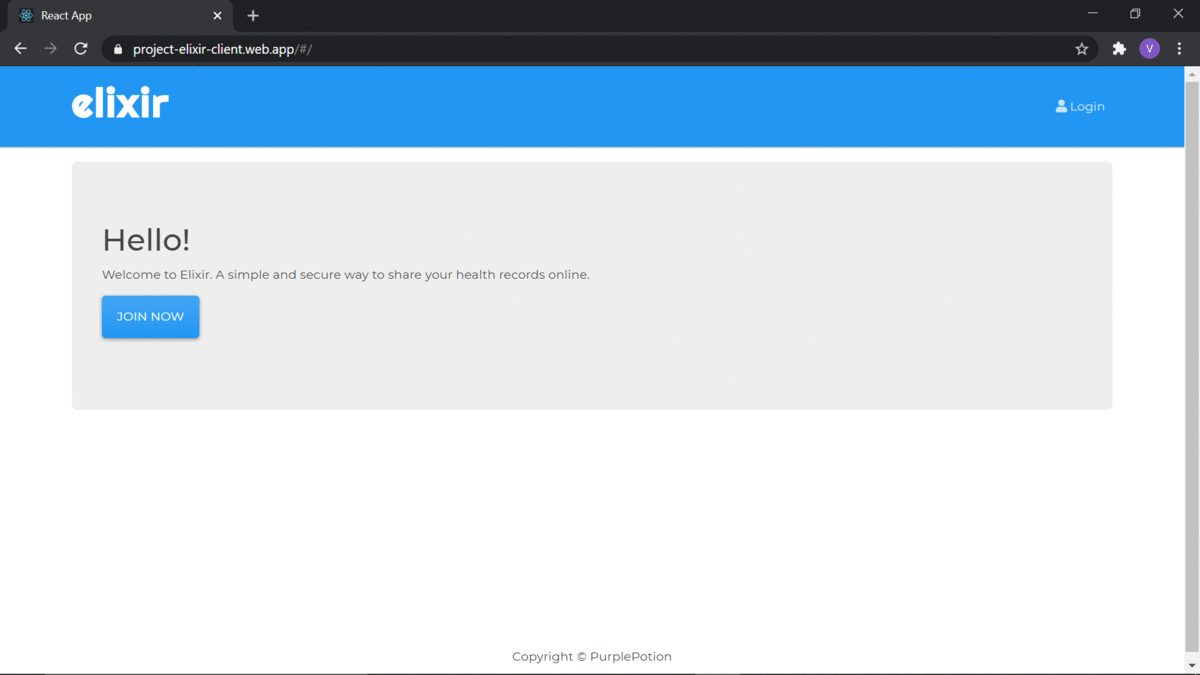 React App
project-elixir-client.web.app/#/
V
elixir
Login
Hello!
Welcome to Elixir. A simple and secure way to share your health records online.
JOIN NOW
Copyright © PurplePotion